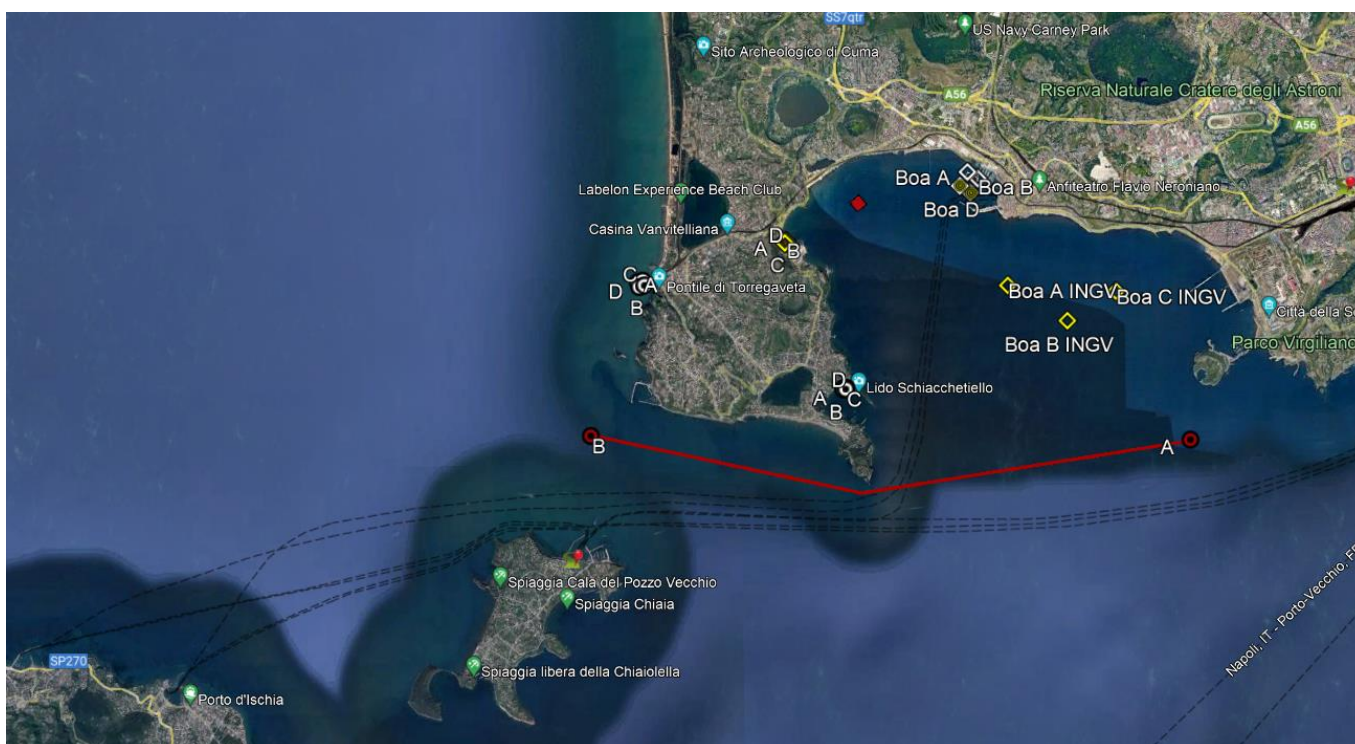 SS7qtr
US Navy Carney Park
Sito Archeologico di Cuma
Riserva Naturale Cratere degli Astroni
A56
A56
Boa A
Boa B
Anfiteatro Flavio Neroniano
Labelon Experience Beach Club
Boa D
Casina Vanvitelliana
D
A
B
C
C
A
Pontile di Torregaveta
D
B
Boa A INGV
Boa C INGV
Città della Sc
Boa B INGV
Parco Virgiliano
D
Lido Schiacchetiello
A
C
B
B
A
Spiaggia Cala del Pozzo Vecchio
Spiaggia Chiaia
Napoli, IT - Porto-Vecchio, F
SP270
Spiaggia libera della Chiaiolella
Porto d'Ischia